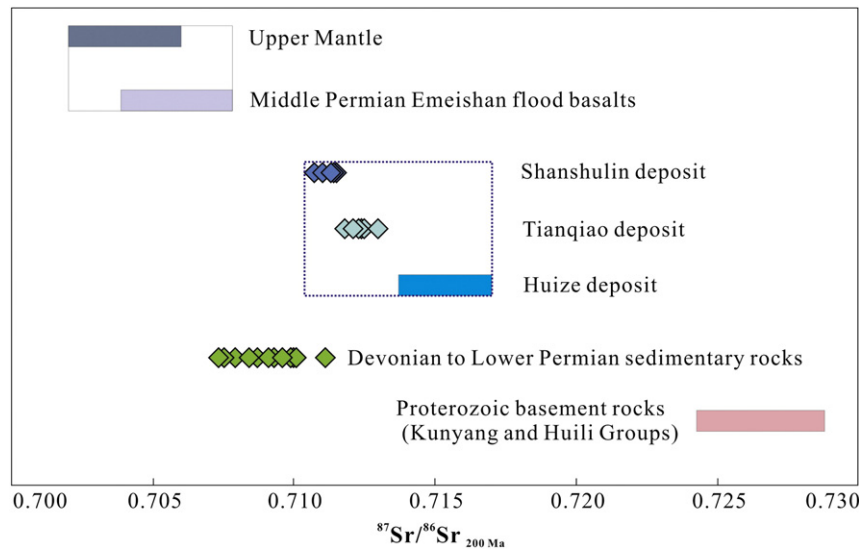 Upper Mantle
Middle Permian Emeishan flood basalts
Shanshulin deposit
Tianqiao deposit
Huize deposit
Devonian to Lower Permian sedimentary rocks
Proterozoic basement rocks
(Kunyang and Huili Groups)
0.700 0.705 0.710 0.715 0.720 0.725 0.730
⁸⁷Sr/⁸⁶Sr 200 Ma